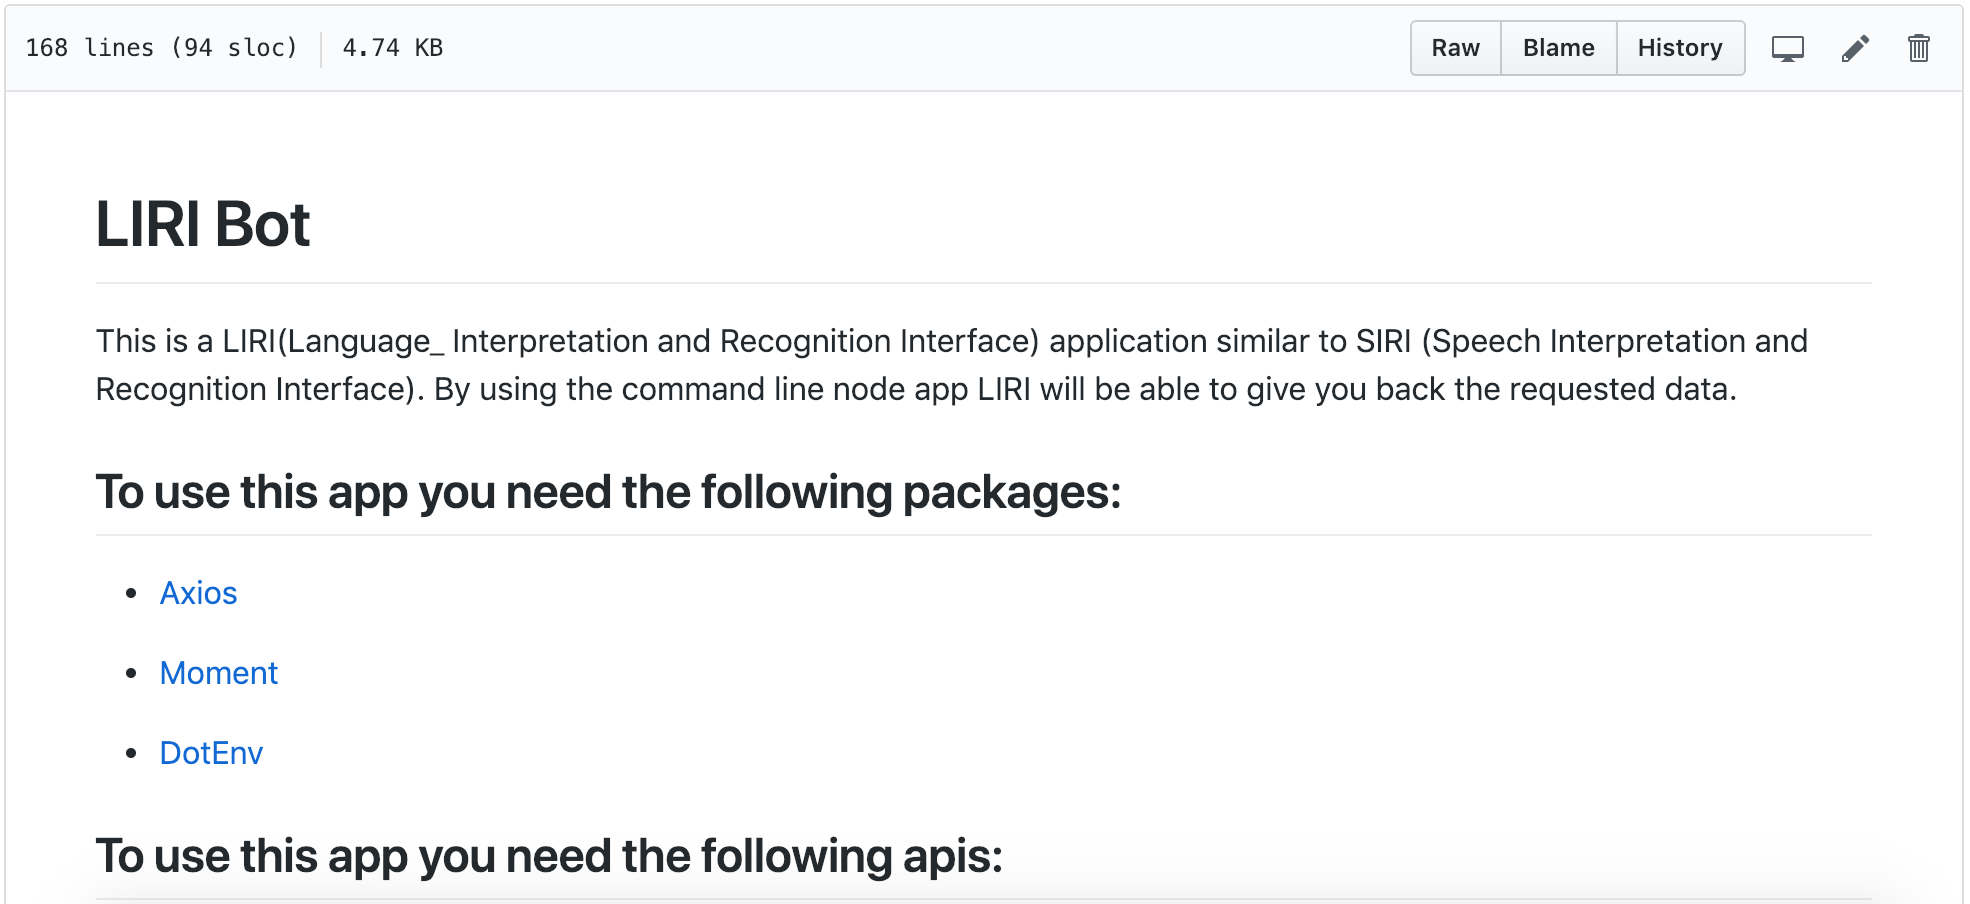 168 lines (94 sloc) 4.74 KB Raw Blame History
LIRI Bot
This is a LIRI(Language_ Interpretation and Recognition Interface) application similar to SIRI (Speech Interpretation and
Recognition Interface). By using the command line node app LIRI will be able to give you back the requested data.
To use this app you need the following packages:
• Axios
• Moment
• DotEnv
To use this app you need the following apis: